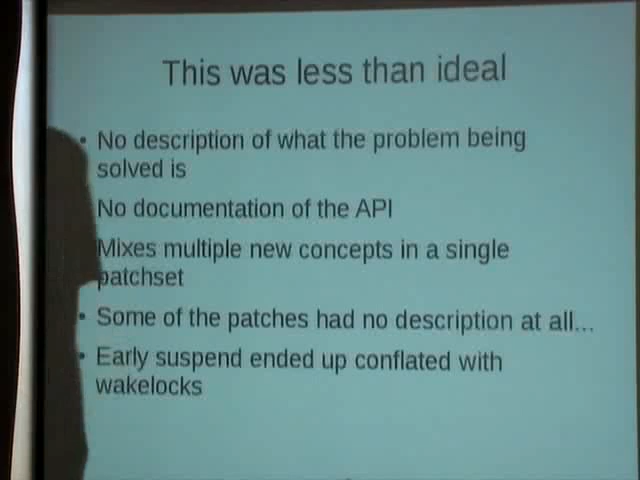 This was less than ideal
• No description of what the problem being
solved is
No documentation of the API
Mixes multiple new concepts in a single
patchset
• Some of the patches had no description at all...
• Early suspend ended up conflated with
wakelocks